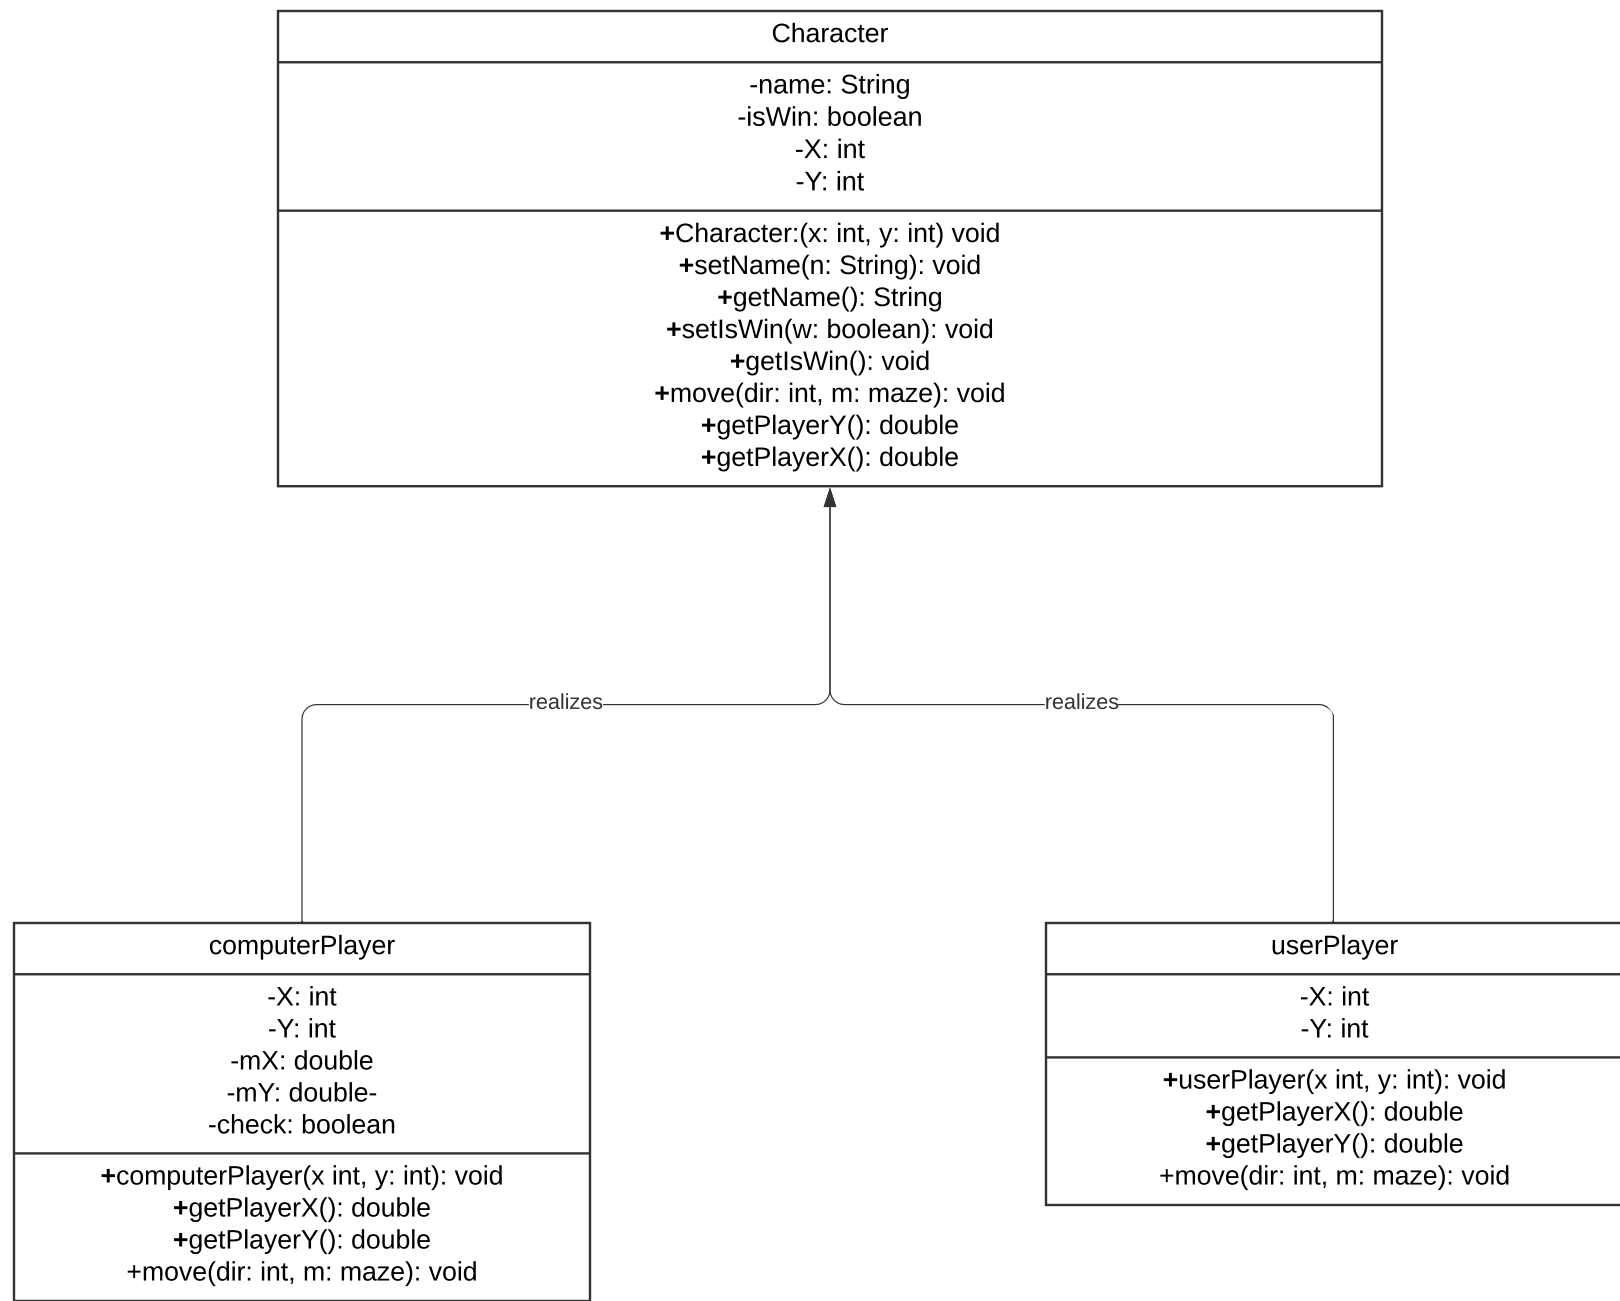 Character
-name: String
-isWin: boolean
-X: int
-Y: int
+Character:(x: int, y: int) void
+setName(n: String): void
+getName(): String
+setIsWin(w: boolean): void
+getIsWin(): void
+move(dir: int, m: maze): void
+getPlayerY(): double
+getPlayerX(): double
realizes
realizes
computerPlayer
-X: int
-Y: int
-mX: double
-mY: double-
-check: boolean
+computerPlayer(x int, y: int): void
+getPlayerX(): double
+getPlayerY(): double
+move(dir: int, m: maze): void
userPlayer
-X: int
-Y: int
+userPlayer(x int, y: int): void
+getPlayerX(): double
+getPlayerY(): double
+move(dir: int, m: maze): void